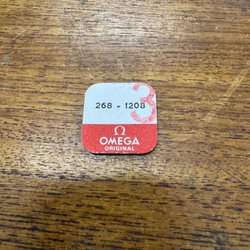 3
268 - 1208
Ω
OMEGA
ORIGINAL